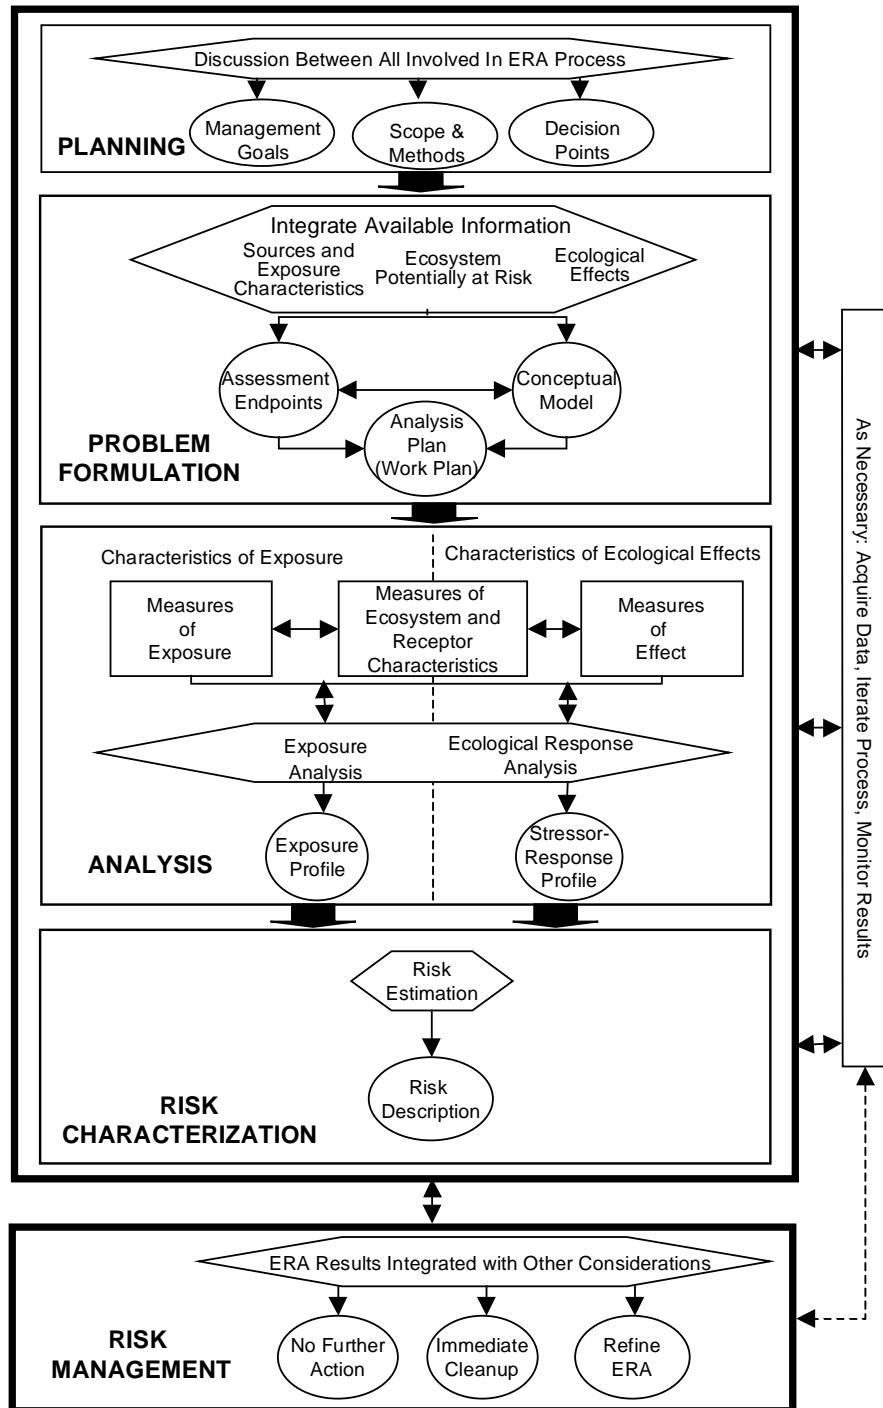 Discussion Between All Involved In ERA Process
Management
Goals
Scope &
Methods
Decision
Points
PLANNING
Integrate Available Information
Sources and
Exposure
Characteristics
Ecosystem
Potentially at Risk
Ecological
Effects
Assessment
Endpoints
Conceptual
Model
Analysis
Plan
(Work Plan)
PROBLEM
FORMULATION
Characteristics of Exposure
Characteristics of Ecological Effects
Measures
of
Exposure
Measures of
Ecosystem and
Receptor
Characteristics
Measures
of
Effect
Exposure
Analysis
Ecological Response
Analysis
Exposure
Profile
Stressor-
Response
Profile
ANALYSIS
Risk
Estimation
Risk
Description
RISK
CHARACTERIZATION
As Necessary: Acquire Data, Iterate Process, Monitor Results
ERA Results Integrated with Other Considerations
No Further
Action
Immediate
Cleanup
Refine
ERA
RISK
MANAGEMENT